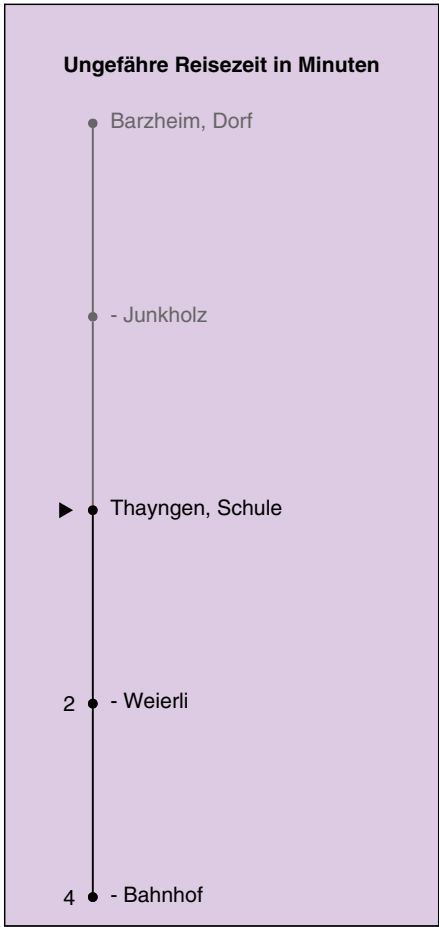 Ungefähre Reisezeit in Minuten
Barzheim, Dorf
- Junkholz
Thayngen, Schule
2 - Weierli
4 - Bahnhof